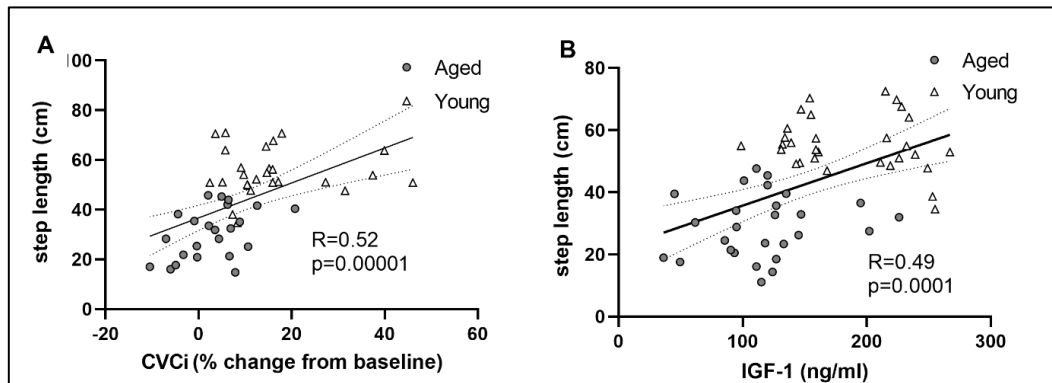 A
B
l00
80
60
40
20
0
-20
0
20
40
60
step length (cm)
CVCi (% change from baseline)
Aged
Young
R=0.52
p=0.00001
80
60
40
20
0
0
100
200
300
step length (cm)
IGF-1 (ng/ml)
Aged
Young
R=0.49
p=0.0001